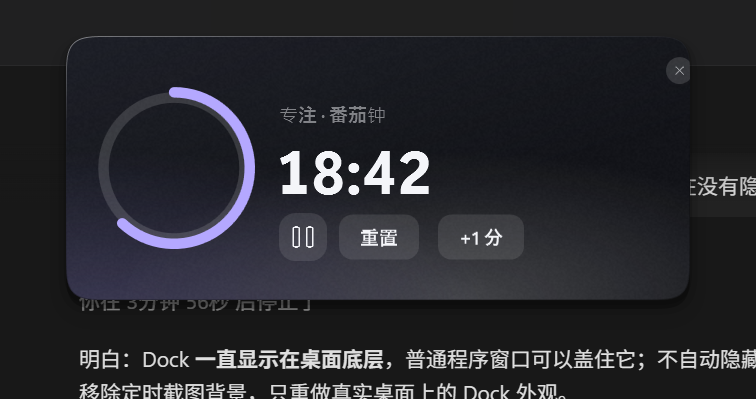 专注 · 番茄钟
18:42
重置
+1 分
在没有隐
你在 3分钟 56秒 后停止了
明白：Dock 一直显示在桌面底层，普通程序窗口可以盖住它；不自动隐藏
移除定时截图背景，只重做真实桌面上的 Dock 外观。